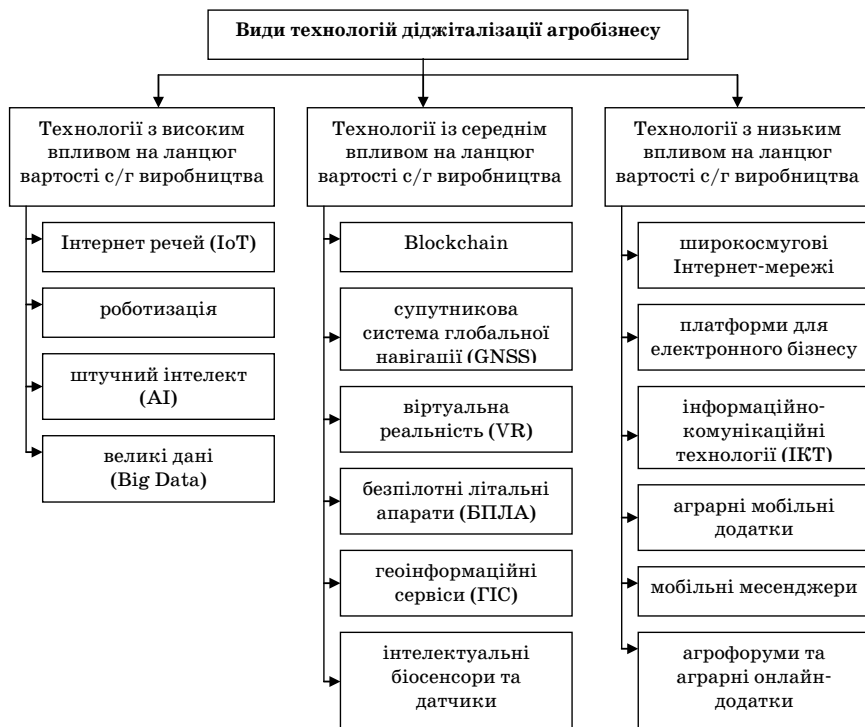 Види технологій діджіталізації агробізнесу
Технології з високим
впливом на ланцюг
вартості с/г виробництва
Інтернет речей (IoT)
роботизація
штучний інтелект
(AI)
великі дані
(Big Data)
Технології із середнім
впливом на ланцюг
вартості с/г виробництва
Blockchain
супутникова
система глобальної
навігації (GNSS)
віртуальна
реальність (VR)
безпілотні літальні
апарати (БПЛА)
геоінформаційні
сервіси (ГІС)
інтелектуальні
біосенсори та
датчики
Технології з низьким
впливом на ланцюг
вартості с/г виробництва
широкосмугові
Інтернет-мережі
платформи для
електронного бізнесу
інформаційно-
комунікаційні
технології (ІКТ)
аграрні мобільні
додатки
мобільні месенджери
агрофоруми та
аграрні онлайн-
додатки